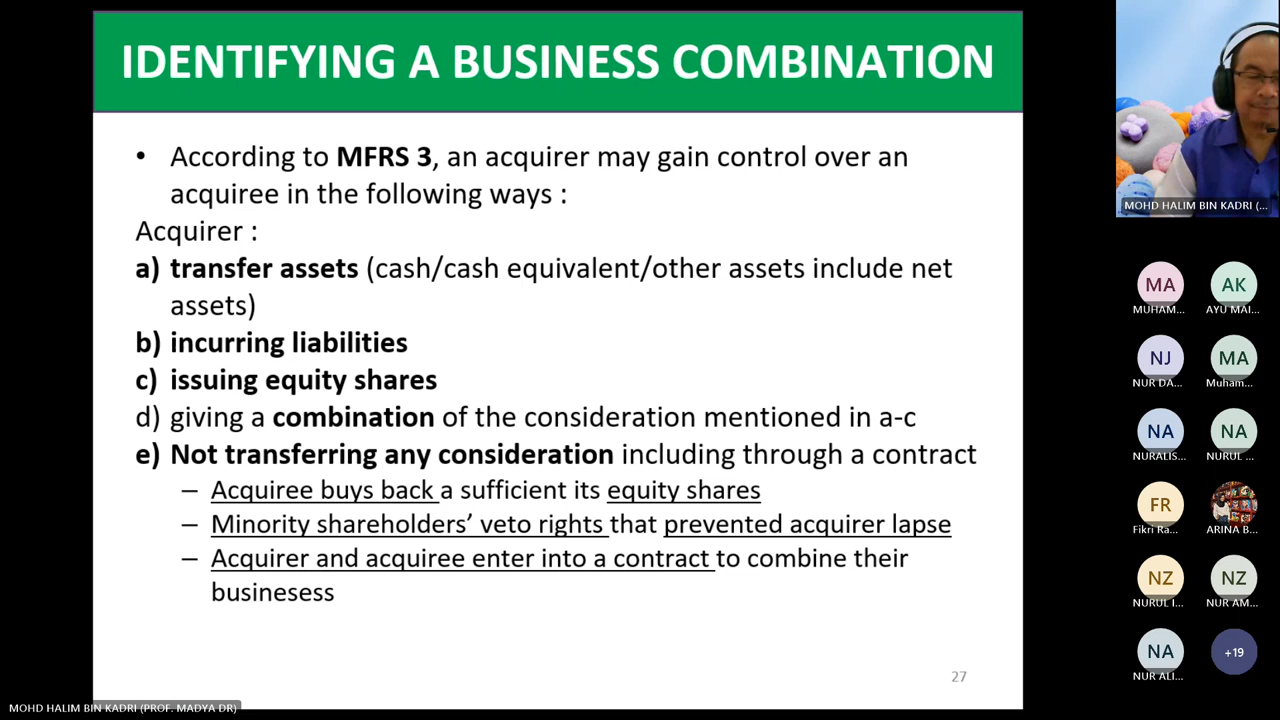 IDENTIFYING A BUSINESS COMBINATION
• According to MFRS 3, an acquirer may gain control over an
acquiree in the following ways :
Acquirer :
a) transfer assets (cash/cash equivalent/other assets include net
assets)
b) incurring liabilities
c) issuing equity shares
d) giving a combination of the consideration mentioned in a-c
e) Not transferring any consideration including through a contract
– Acquiree buys back a sufficient its equity shares
– Minority shareholders’ veto rights that prevented acquirer lapse
– Acquirer and acquiree enter into a contract to combine their
businesess
27
MOHD HALIM BIN KADRI (PROF. MADYA DR)
MOHD HALIM BIN KADRI (...
MA
AK
MUHAM...
AYU MAI...
NJ
MA
NUR DA...
Muham...
NA
NA
NURALIS...
NURUL ...
FR
Fikri Ra...
ARINA B...
NZ
NZ
NURUL I...
NUR AM...
NA
+19
NUR ALI...